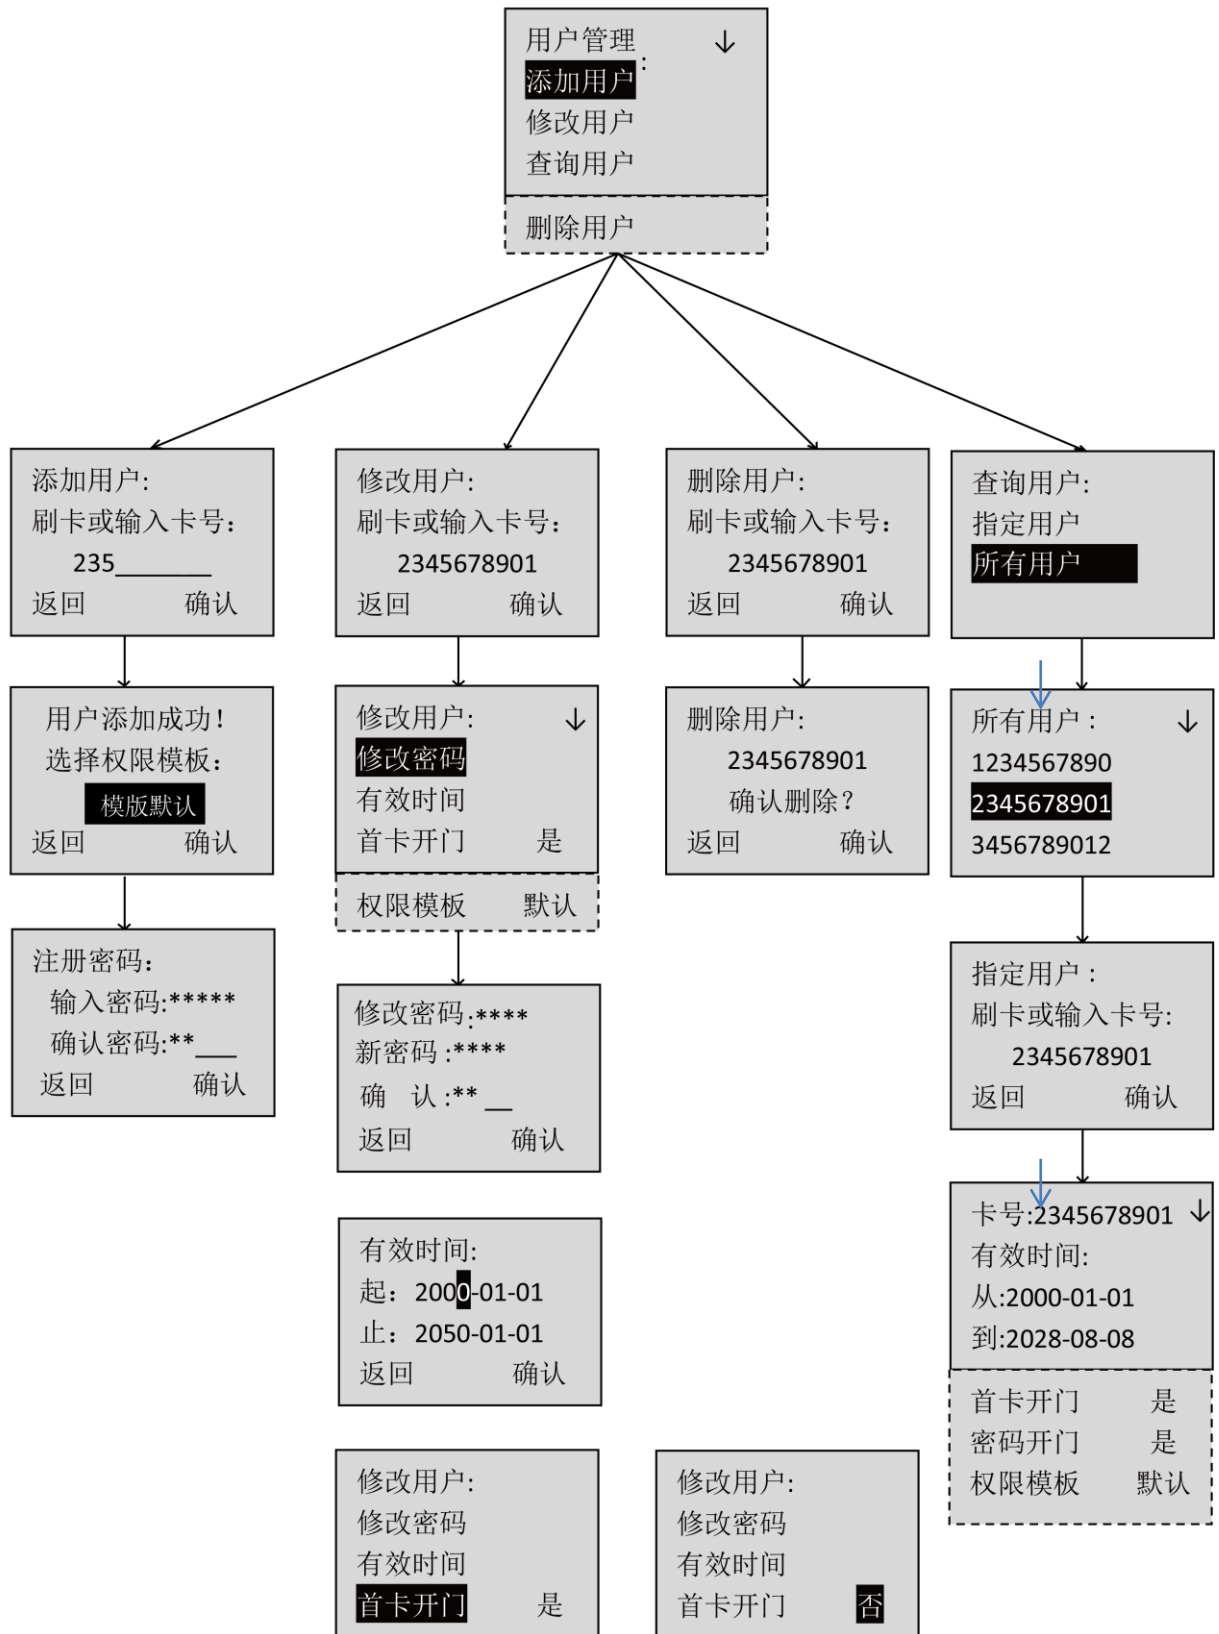 用户管理 ↓
:
添加用户
修改用户
查询用户
删除用户
添加用户:
刷卡或输入卡号：
235_______
返回 确认
用户添加成功！
选择权限模板：
模版默认
返回 确认
注册密码：
输入密码:*****
确认密码:**___
返回 确认
修改用户:
刷卡或输入卡号：
2345678901
返回 确认
修改用户: ↓
修改密码
有效时间
首卡开门 是
权限模板 默认
修改密码:****
新密码:****
确 认:** __
返回 确认
有效时间:
起：2000-01-01
止：2050-01-01
返回 确认
修改用户:
修改密码
有效时间
首卡开门 是
删除用户:
刷卡或输入卡号：
2345678901
返回 确认
删除用户:
2345678901
确认删除？
返回 确认
修改用户:
修改密码
有效时间
首卡开门 否
查询用户:
指定用户
所有用户
所有用户: ↓
1234567890
2345678901
3456789012
指定用户:
刷卡或输入卡号:
2345678901
返回 确认
卡号:2345678901 ↓
有效时间:
从:2000-01-01
到:2028-08-08
首卡开门 是
密码开门 是
权限模板 默认